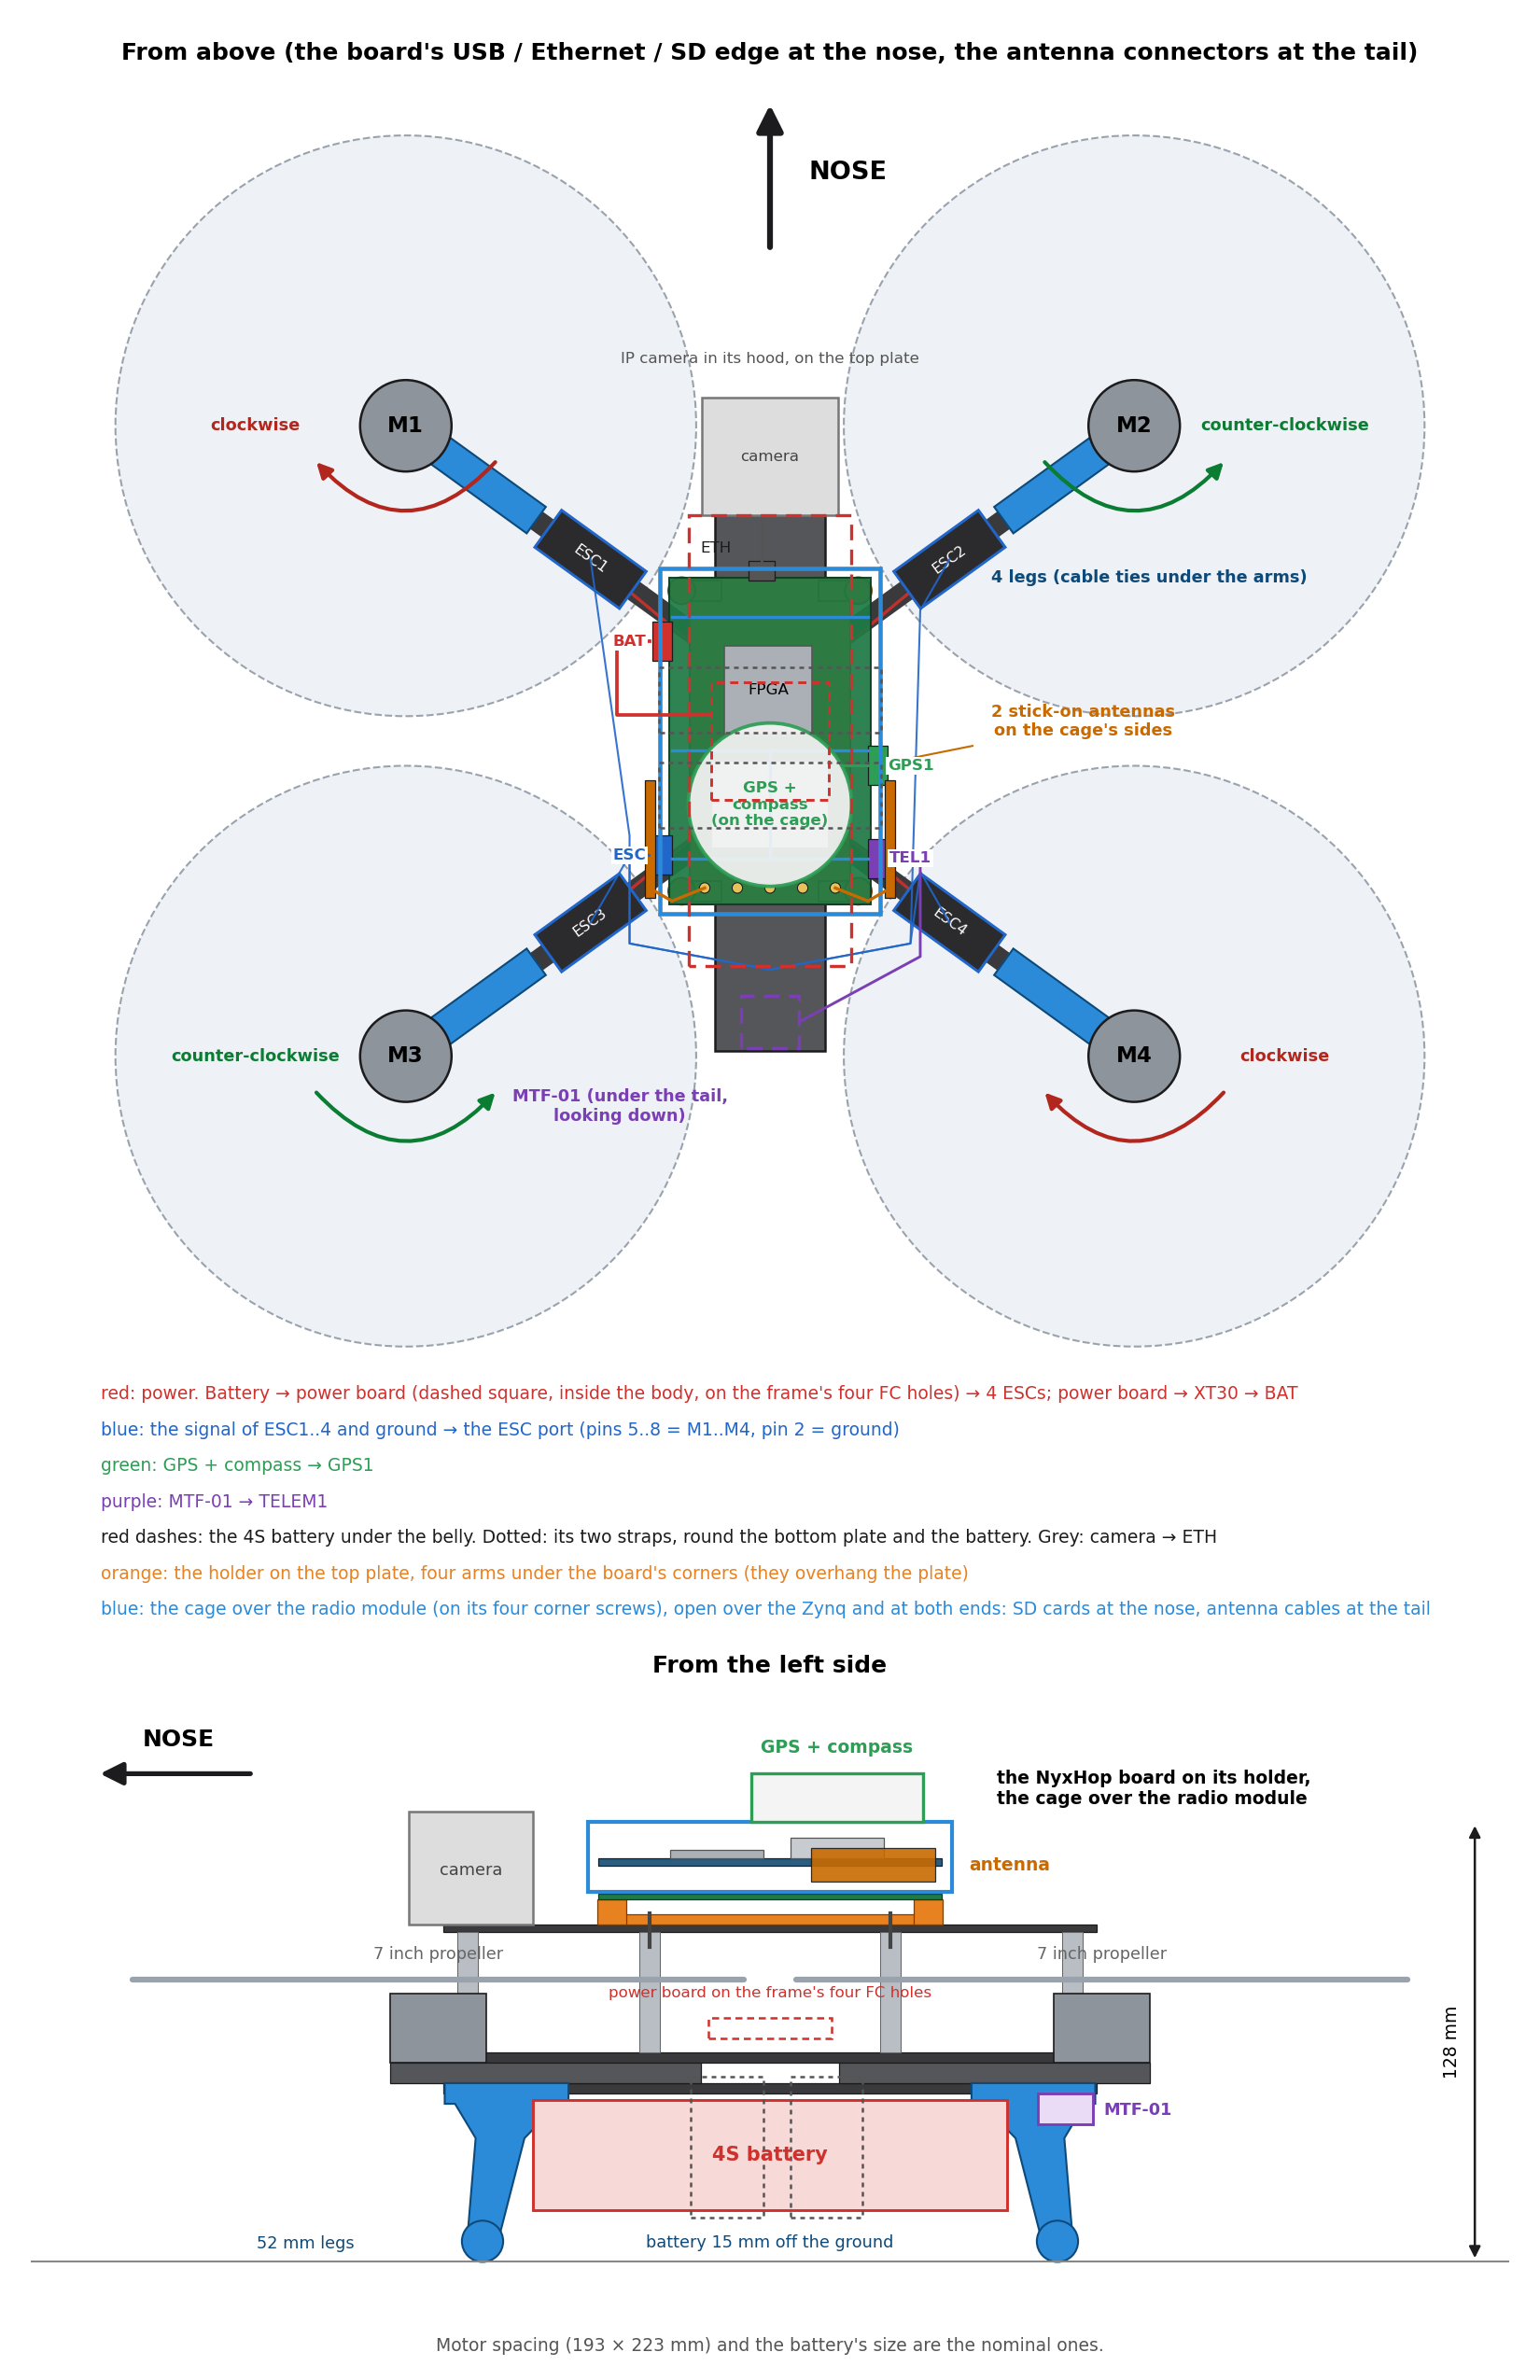 From above (the board's USB / Ethernet / SD edge at the nose, the antenna connectors at the tail)
NOSE
IP camera in its hood, on the top plate
clockwise
M1
M2
counter-clockwise
camera
ETH
ESC1
ESC2
4 legs (cable ties under the arms)
BAT
FPGA
2 stick-on antennas
on the cage's sides
GPS1
GPS +
compass
(on the cage)
ESC
TEL1
ESC3
ESC4
counter-clockwise
M3
M4
clockwise
MTF-01 (under the tail,
looking down)
red: power. Battery → power board (dashed square, inside the body, on the frame's four FC holes) → 4 ESCs; power board → XT30 → BAT
blue: the signal of ESC1..4 and ground → the ESC port (pins 5..8 = M1..M4, pin 2 = ground)
green: GPS + compass → GPS1
purple: MTF-01 → TELEM1
red dashes: the 4S battery under the belly. Dotted: its two straps, round the bottom plate and the battery. Grey: camera → ETH
orange: the holder on the top plate, four arms under the board's corners (they overhang the plate)
blue: the cage over the radio module (on its four corner screws), open over the Zynq and at both ends: SD cards at the nose, antenna cables at the tail
From the left side
NOSE
GPS + compass
the NyxHop board on its holder,
the cage over the radio module
camera
antenna
7 inch propeller
7 inch propeller
power board on the frame's four FC holes
128 mm
MTF-01
4S battery
52 mm legs
battery 15 mm off the ground
Motor spacing (193 × 223 mm) and the battery's size are the nominal ones.